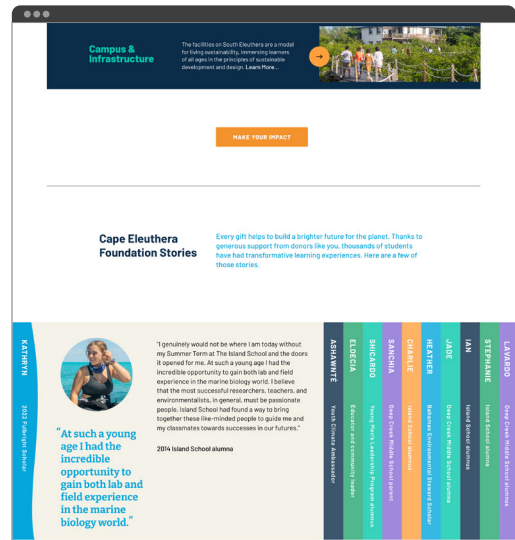 Campus &
Infrastructure
The facilities on South Eleuthera are a model
for living sustainability, immersing learners
of all ages in the principles of sustainable
development and design. Learn More...
MAKE YOUR IMPACT
Cape Eleuthera
Foundation Stories
Every gift helps to build a brighter future for the planet. Thanks to
generous support from donors like you, thousands of students
have had transformative learning experiences. Here are a few of
those stories.
KATHRYN
2022 Fulbright Scholar
"At such a young
age I had the
incredible
opportunity to
gain both lab and
field experience
in the marine
biology world."
"I genuinely would not be where I am today without
my Summer Term at The Island School and the doors
it opened for me. At such a young age I had the
incredible opportunity to gain both lab and field
experience in the marine biology world. I believe
that the most successful researchers, teachers, and
environmentalists, in general, must be passionate
people. Island School had found a way to bring
together these like-minded people to guide me and
my classmates towards successes in our futures."
2014 Island School alumna
ASHAWNTÉ
Youth Climate Ambassador
ELDECIA
Educator and community leader
SHICARDO
Young Men's Leadership Program alumnus
SANCHIA
Deep Creek Middle School parent
CHARLIE
Island School alumnus
HEATHER
Bahamas Environmental Steward Scholar
JADE
Deep Creek Middle School alumna
IAN
Island School alumnus
STEPHANIE
Island School alumna
LAVARDO
Deep Creek Middle School alumnus